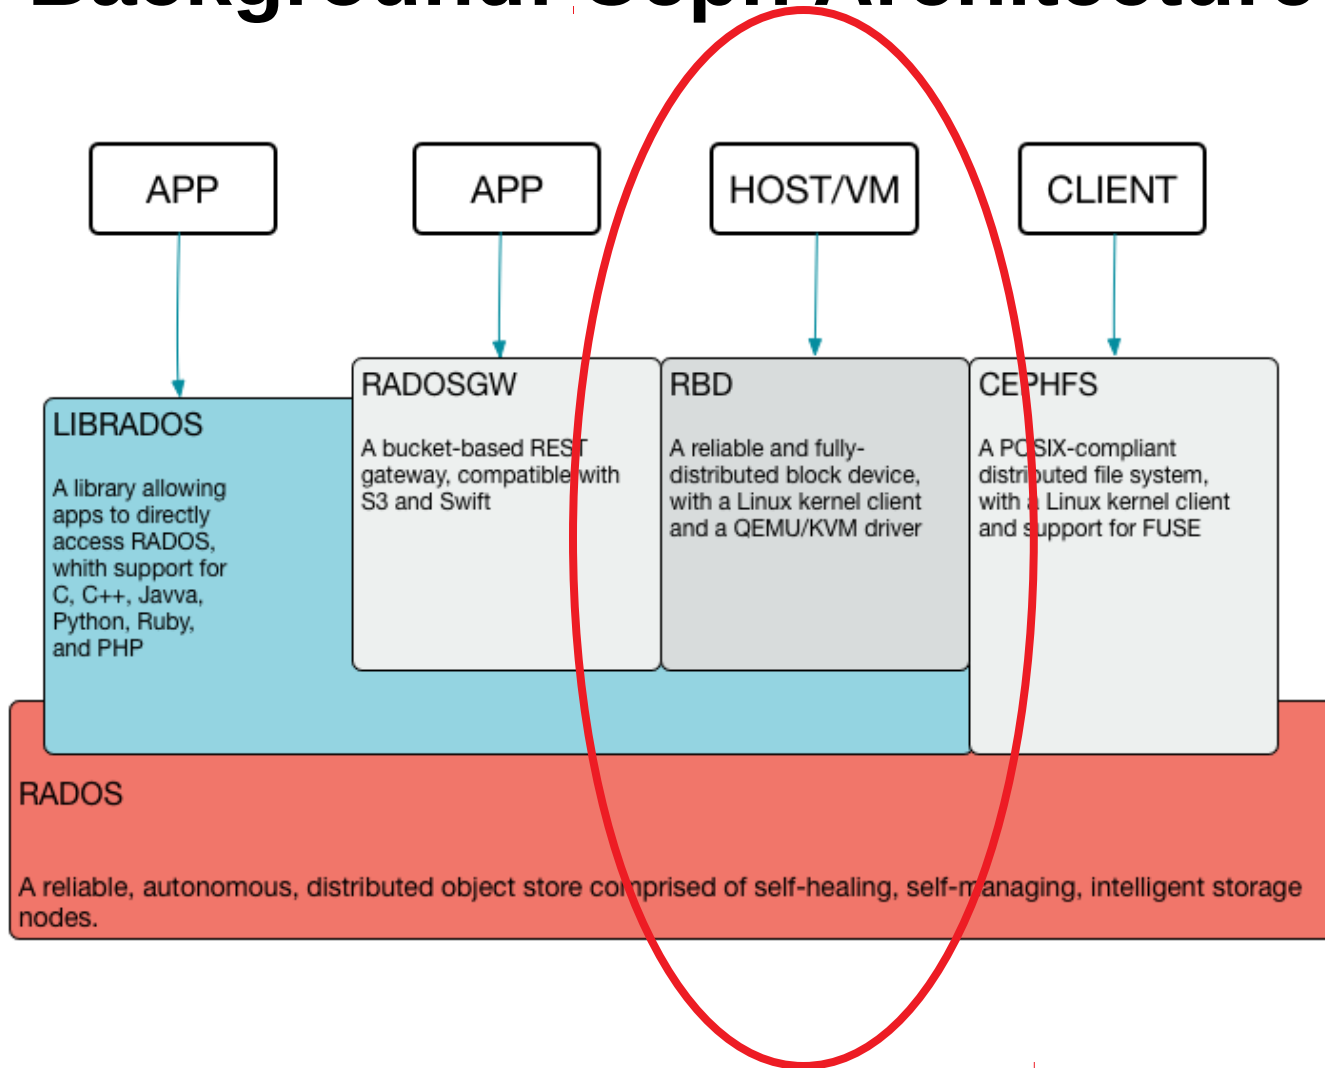 Background: Ceph Architecture
APP
APP
HOST/VM
CLIENT
LIBRADOS
A library allowing
apps to directly
access RADOS,
whith support for
C, C++, Javva,
Python, Ruby,
and PHP
RADOSGW
A bucket-based REST
gateway, compatible with
S3 and Swift
RBD
A reliable and fully-
distributed block device,
with a Linux kernel client
and a QEMU/KVM driver
CEPHFS
A POSIX-compliant
distributed file system,
with a Linux kernel client
and support for FUSE
RADOS
A reliable, autonomous, distributed object store comprised of self-healing, self-managing, intelligent storage
nodes.